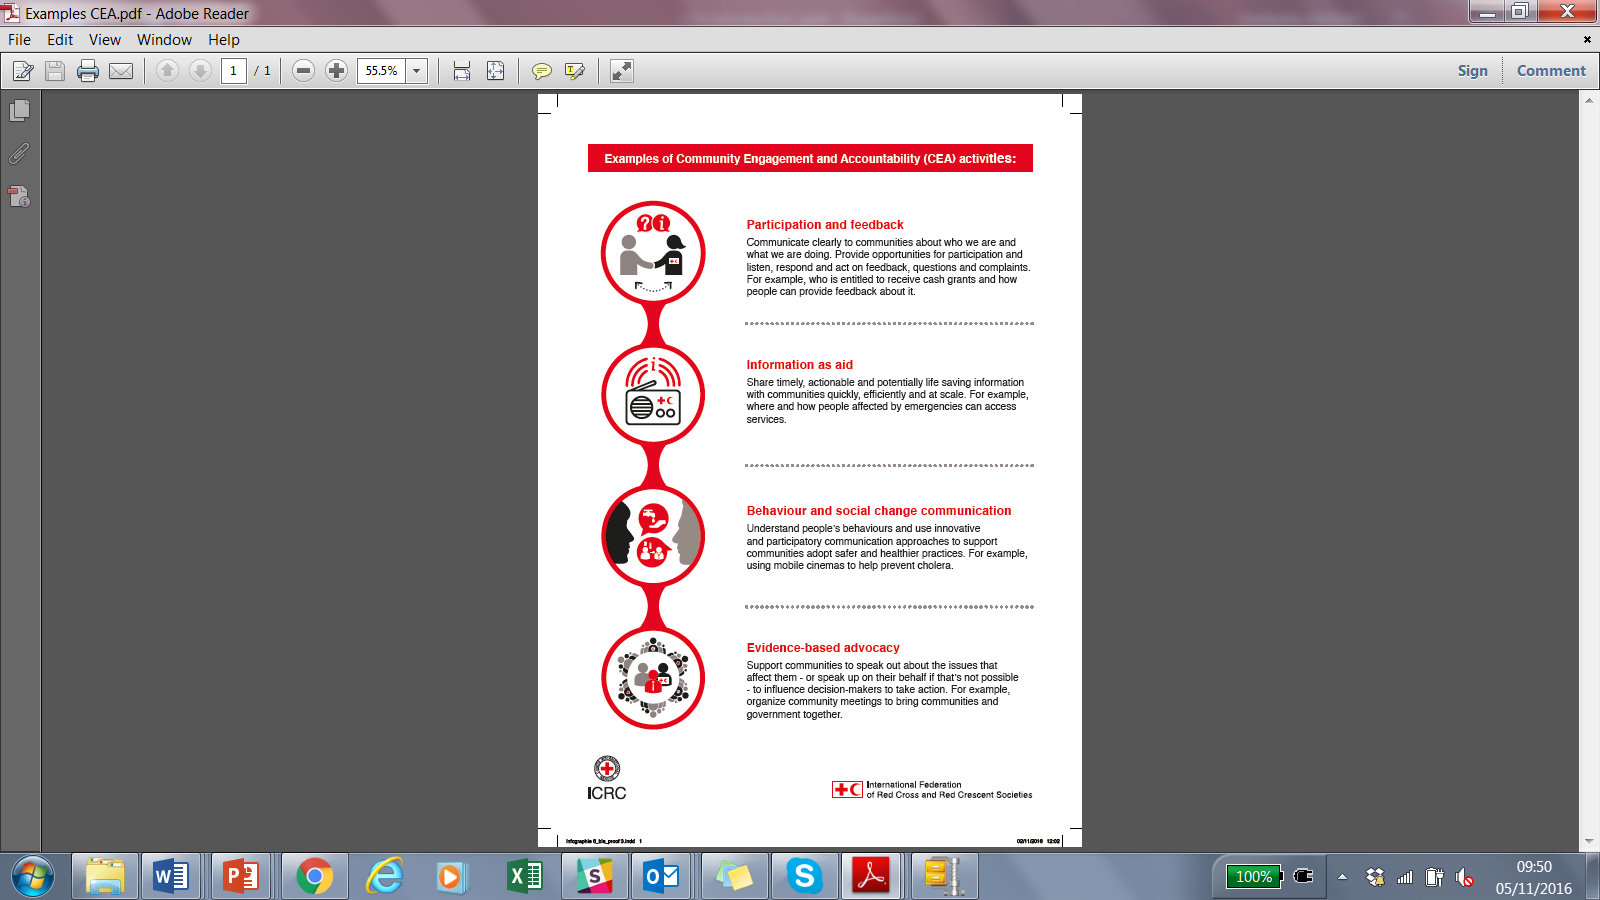 Examples CEA.pdf - Adobe Reader
File Edit View Window Help
1 / 1 55.5% Sign Comment
Examples of Community Engagement and Accountability (CEA) activities:
Participation and feedback
Communicate clearly to communities about who we are and
what we are doing. Provide opportunities for participation and
listen, respond and act on feedback, questions and complaints.
For example, who is entitled to receive cash grants and how
people can provide feedback about it.
Information as aid
Share timely, actionable and potentially life saving information
with communities quickly, efficiently and at scale. For example,
where and how people affected by emergencies can access
services.
Behaviour and social change communication
Understand people's behaviours and use innovative
and participatory communication approaches to support
communities adopt safer and healthier practices. For example,
using mobile cinemas to help prevent cholera.
Evidence-based advocacy
Support communities to speak out about the issues that
affect them - or speak up on their behalf if that's not possible
- to influence decision-makers to take action. For example,
organize community meetings to bring communities and
government together.
ICRC
International Federation
of Red Cross and Red Crescent Societies
Infographie 6_bis_proof 9.indd 1
02/11/2016 12:02
100%
09:50
05/11/2016